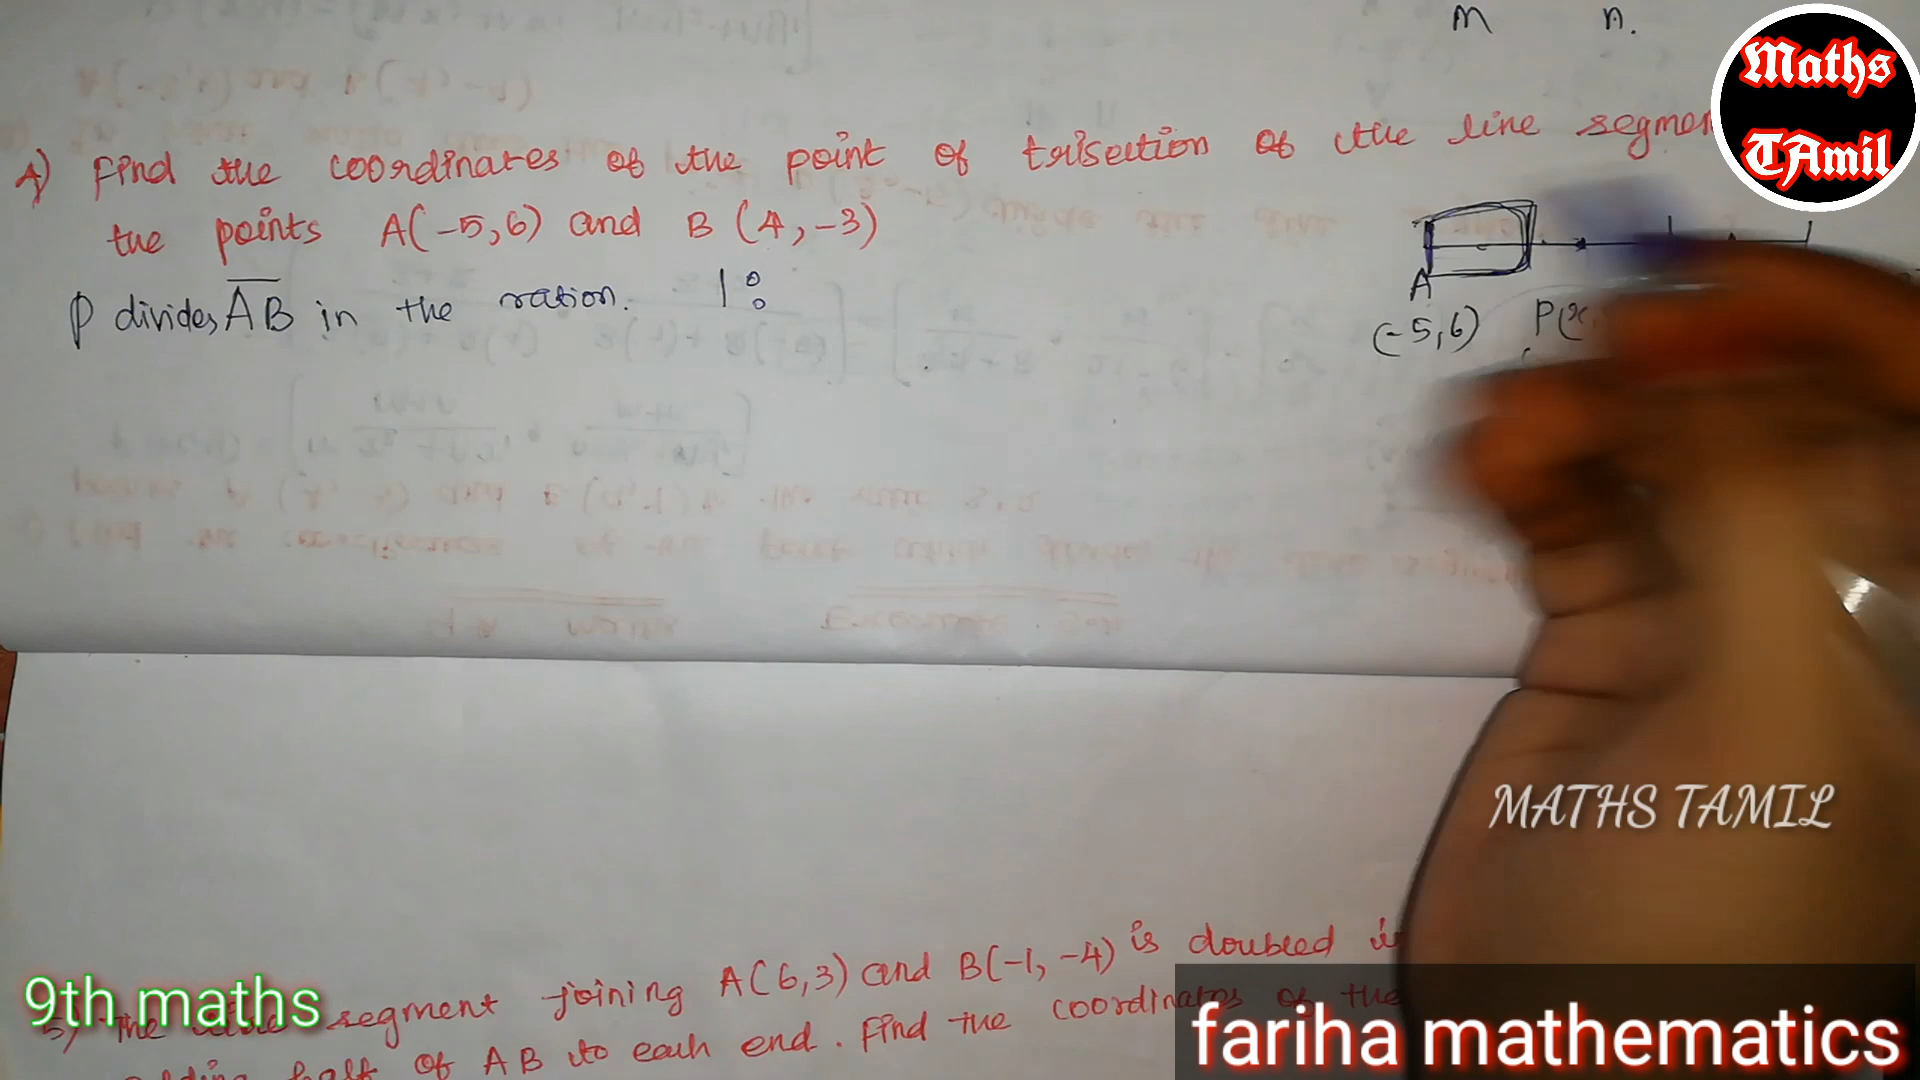 m n.
Maths
TAmil
4) Find the coordinates of the point of trisection of the line segmen
the points A(-5,6) and B (4,-3)
A
(-5,6) P(x,
P divides AB in the ration. 1:
MATHS TAMIL
5) The line segment joining A(6,3) and B(-1,-4) is doubled in
half of AB to each end. Find the coordinates of the
9th maths
fariha mathematics